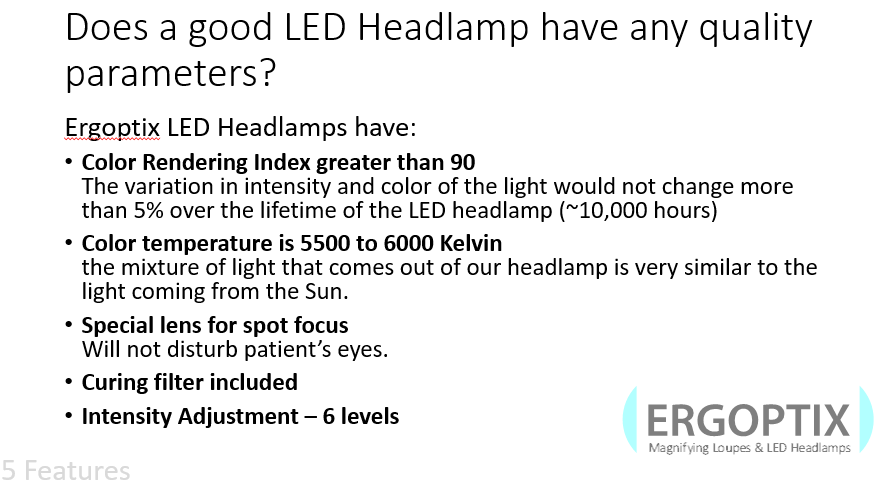 Does a good LED Headlamp have any quality
parameters?
Ergoptix LED Headlamps have:
• Color Rendering Index greater than 90
The variation in intensity and color of the light would not change more
than 5% over the lifetime of the LED headlamp (~10,000 hours)
• Color temperature is 5500 to 6000 Kelvin
the mixture of light that comes out of our headlamp is very similar to the
light coming from the Sun.
• Special lens for spot focus
Will not disturb patient’s eyes.
• Curing filter included
• Intensity Adjustment – 6 levels
ERGOPTIX
Magnifying Loupes & LED Headlamps
5 Features